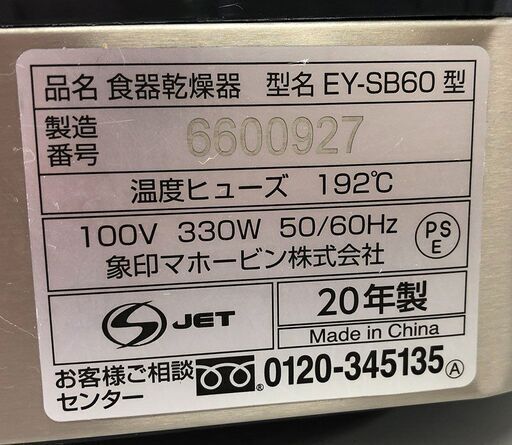 品名 食器乾燥器 型名 EY-SB60 型
製造番号 6600927
温度ヒューズ 192℃
100V 330W 50/60Hz
象印マホービン株式会社
PSE
S JET
20年製
Made in China
お客様ご相談センター
® 0120-345135 Ⓐ